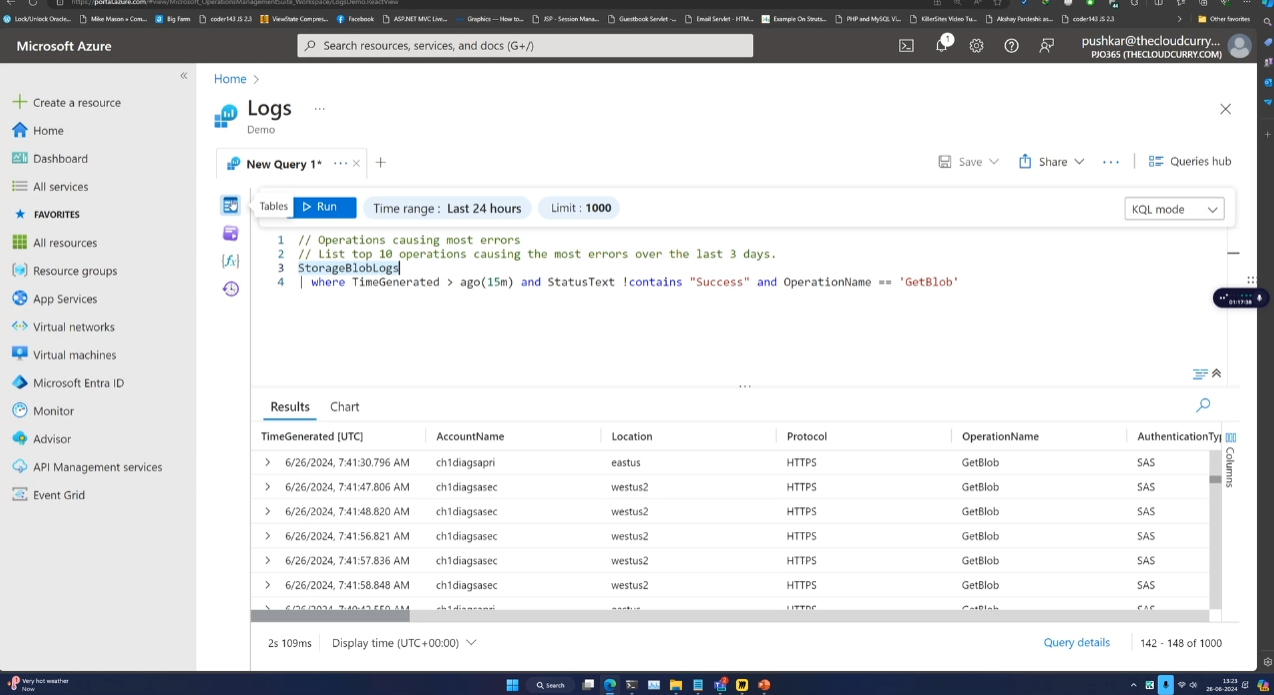 https://portal.azure.com/#view/Microsoft_OperationsManagementSuite_Workspace/LogsDemo.ReactView
Lock/Unlock Oracle... Mike Mason » Com... Big Farm coder143 JS 2.3 ViewState Compres... Facebook ASP.NET MVC Live... Graphics -- How to... JSP - Session Mana... Guestbook Servlet -... Email Servlet - HTM... Example On Struts... PHP and MySQL V... KillerSites Video Tu... Akshay Pardeshi: as... coder143 JS 2.3 Other favorites
Microsoft Azure
Search resources, services, and docs (G+/)
1
pushkar@thecloudcurry...
PJO365 (THECLOUDCURRY.COM)
Create a resource
Home
Dashboard
All services
FAVORITES
All resources
Resource groups
App Services
Virtual networks
Virtual machines
Microsoft Entra ID
Monitor
Advisor
API Management services
Event Grid
Home >
Logs ...
Demo
New Query 1* ...
Save Share ... Queries hub
Tables Run Time range : Last 24 hours Limit : 1000 KQL mode
1 // Operations causing most errors
2 // List top 10 operations causing the most errors over the last 3 days.
3 StorageBlobLogs
4 | where TimeGenerated > ago(15m) and StatusText !contains "Success" and OperationName == 'GetBlob'
01:17:38
Results Chart
TimeGenerated [UTC] AccountName Location Protocol OperationName AuthenticationTy
Columns
6/26/2024, 7:41:30.796 AM ch1diagsapri eastus HTTPS GetBlob SAS
6/26/2024, 7:41:47.806 AM ch1diagsasec westus2 HTTPS GetBlob SAS
6/26/2024, 7:41:48.820 AM ch1diagsasec westus2 HTTPS GetBlob SAS
6/26/2024, 7:41:56.821 AM ch1diagsasec westus2 HTTPS GetBlob SAS
6/26/2024, 7:41:57.836 AM ch1diagsasec westus2 HTTPS GetBlob SAS
6/26/2024, 7:41:58.848 AM ch1diagsasec westus2 HTTPS GetBlob SAS
2s 109ms Display time (UTC+00:00) Query details 142 - 148 of 1000
Very hot weather
Now
Search
13:23
26-06-2024